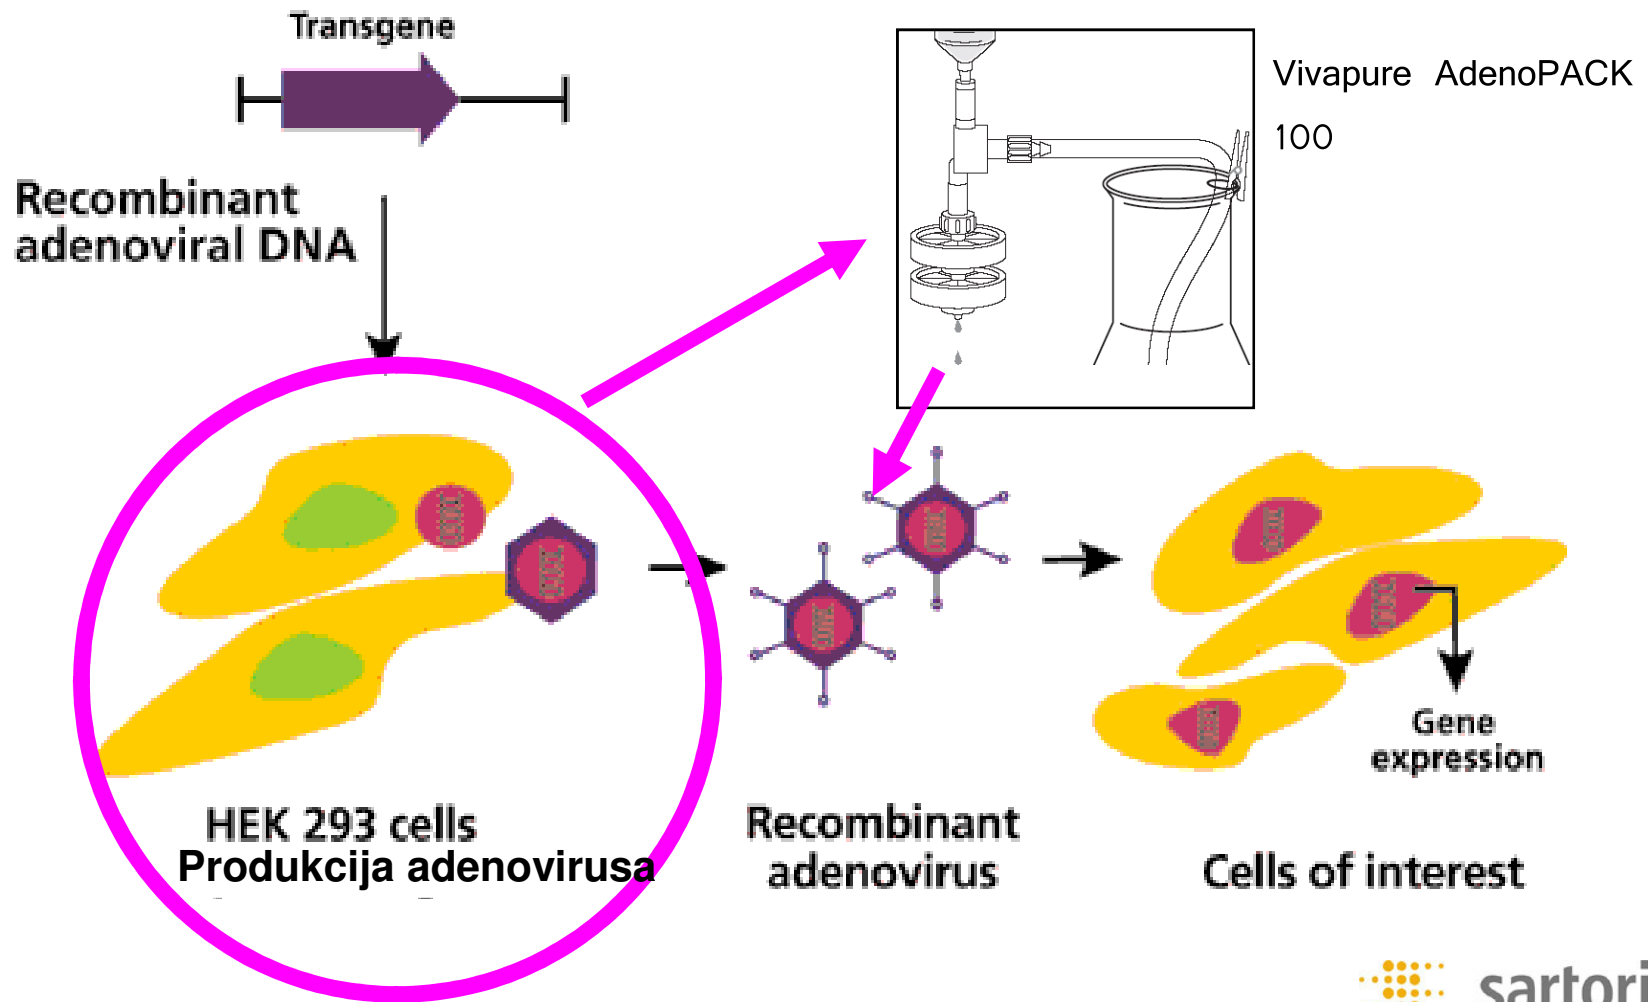 Transgene
Vivapure AdenoPACK
100
Recombinant
adenoviral DNA
Gene
expression
HEK 293 cells
Produkcija adenovirusa
Recombinant
adenovirus
Cells of interest
sartori